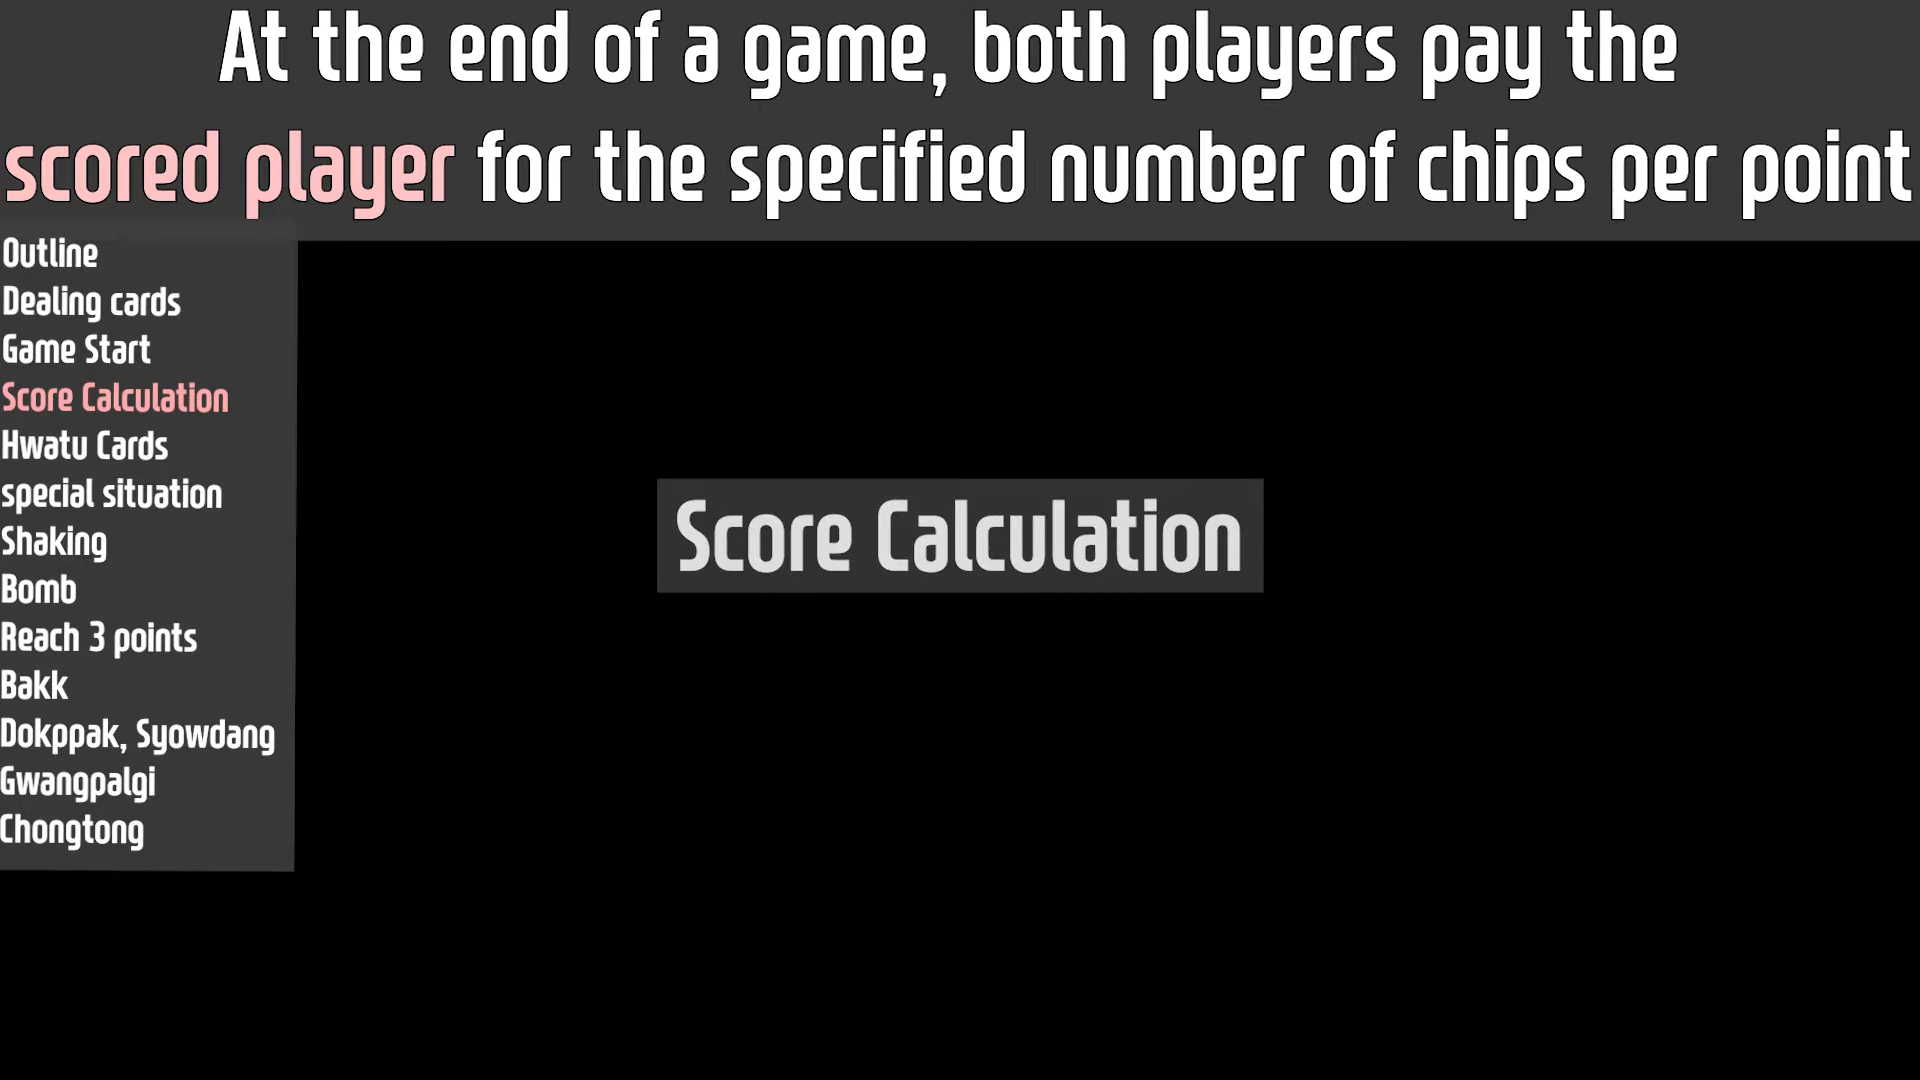 At the end of a game, both players pay the
scored player for the specified number of chips per point
Outline
Dealing cards
Game Start
Score Calculation
Hwatu Cards
special situation
Shaking
Bomb
Reach 3 points
Bakk
Dokppak, Syowdang
Gwangpalgi
Chongtong
Score Calculation